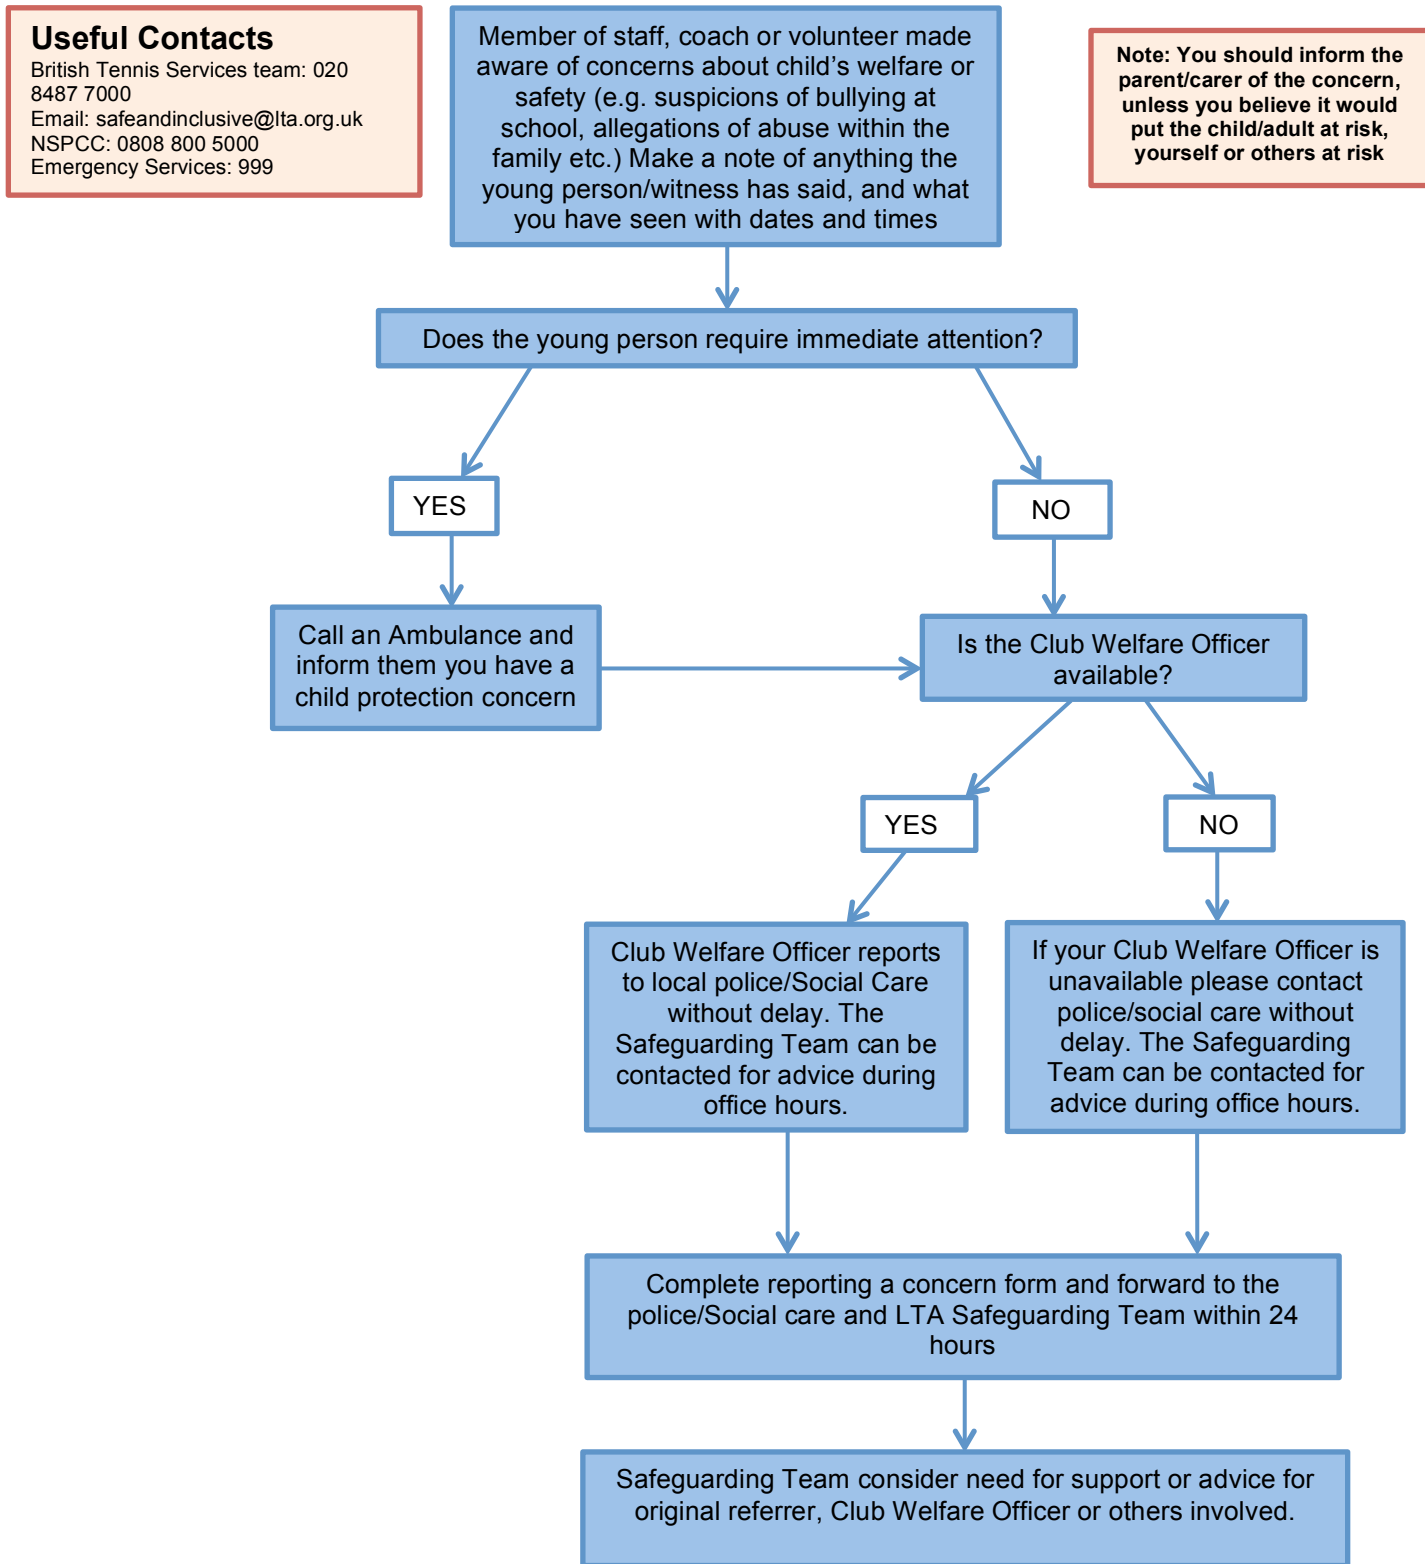 Useful Contacts
British Tennis Services team: 020
8487 7000
Email: safeandinclusive@lta.org.uk
NSPCC: 0808 800 5000
Emergency Services: 999
Member of staff, coach or volunteer made
aware of concerns about child’s welfare or
safety (e.g. suspicions of bullying at
school, allegations of abuse within the
family etc.) Make a note of anything the
young person/witness has said, and what
you have seen with dates and times
Note: You should inform the
parent/carer of the concern,
unless you believe it would
put the child/adult at risk,
yourself or others at risk
Does the young person require immediate attention?
YES
NO
Call an Ambulance and
inform them you have a
child protection concern
Is the Club Welfare Officer
available?
YES
NO
Club Welfare Officer reports
to local police/Social Care
without delay. The
Safeguarding Team can be
contacted for advice during
office hours.
If your Club Welfare Officer is
unavailable please contact
police/social care without
delay. The Safeguarding
Team can be contacted for
advice during office hours.
Complete reporting a concern form and forward to the
police/Social care and LTA Safeguarding Team within 24
hours
Safeguarding Team consider need for support or advice for
original referrer, Club Welfare Officer or others involved.